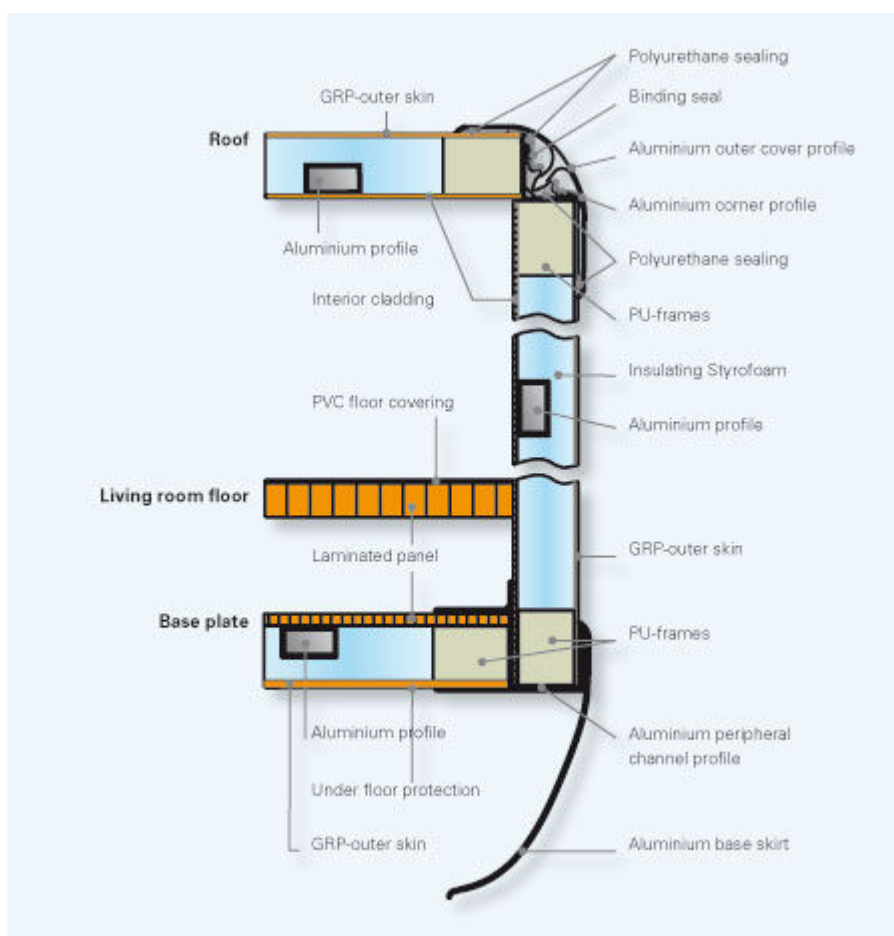 Polyurethane sealing
GRP-outer skin
Binding seal
Roof
Aluminium outer cover profile
Aluminium corner profile
Aluminium profile
Polyurethane sealing
Interior cladding
PU-frames
Insulating Styrofoam
PVC floor covering
Aluminium profile
Living room floor
Laminated panel
GRP-outer skin
Base plate
PU-frames
Aluminium profile
Aluminium peripheral
channel profile
Under floor protection
GRP-outer skin
Aluminium base skirt